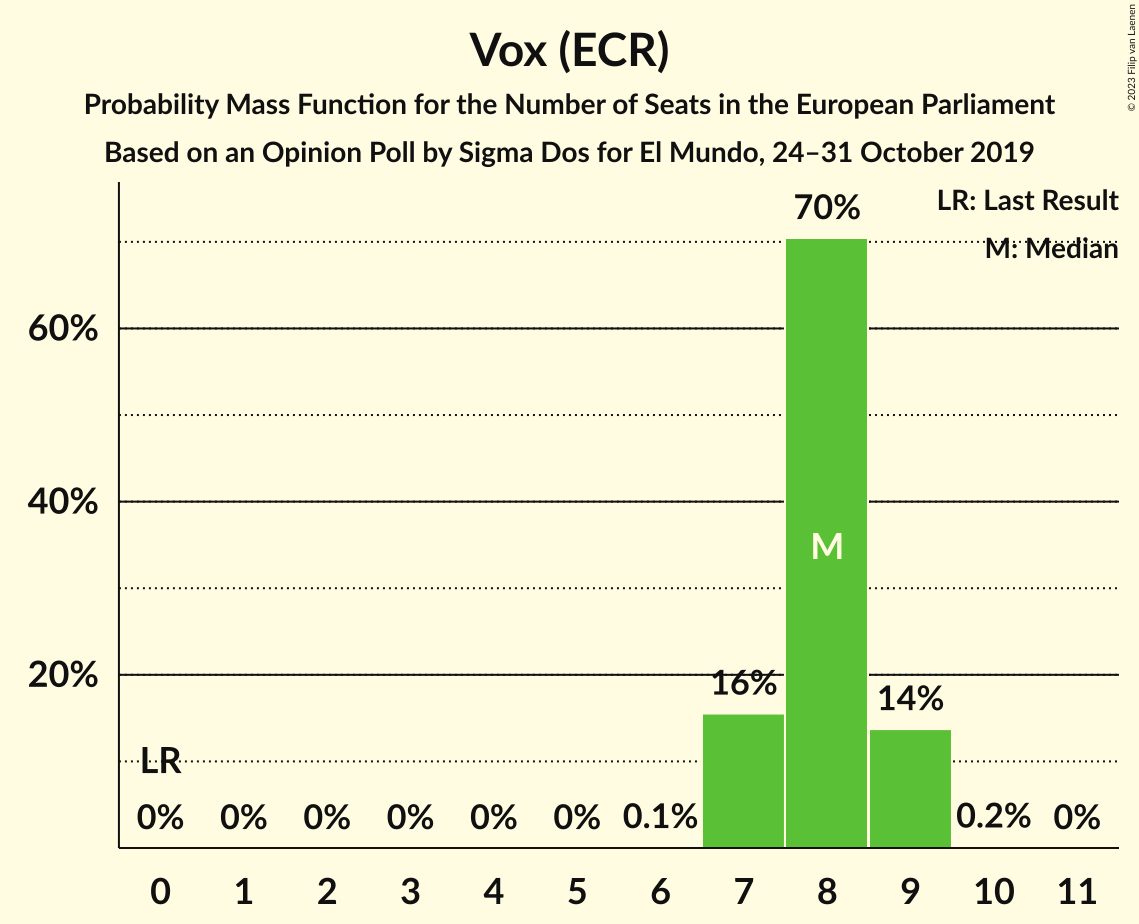 Vox (ECR)
Probability Mass Function for the Number of Seats in the European Parliament
Based on an Opinion Poll by Sigma Dos for El Mundo, 24–31 October 2019
© 2023 Filip van Laenen
LR: Last Result
M: Median
70%
60%
40%
M
20%
16%
14%
LR
0% 0% 0% 0% 0% 0% 0.1% 0.2% 0%
0 1 2 3 4 5 6 7 8 9 10 11